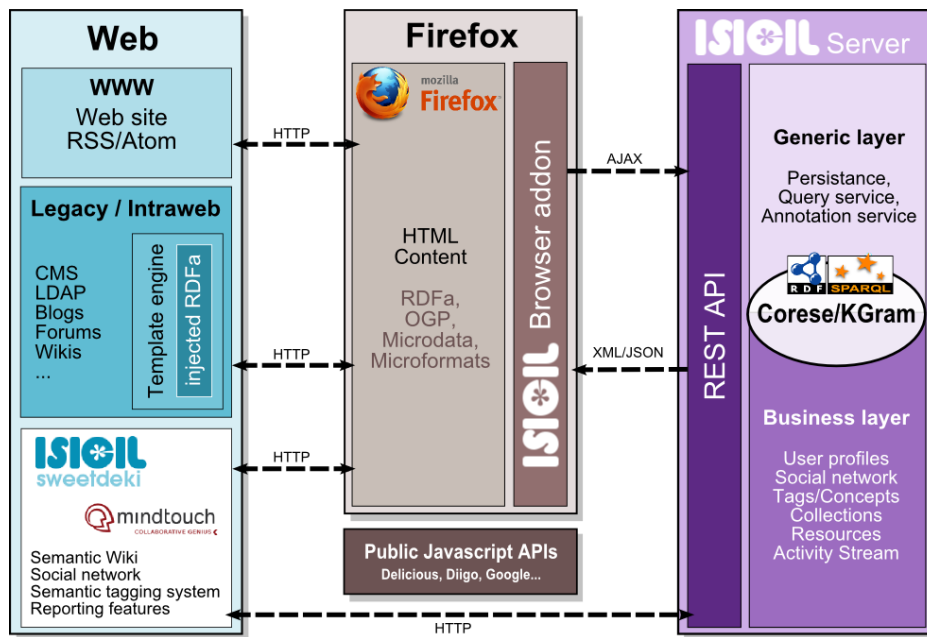 Web
WWW
Web site
RSS/Atom
Legacy / Intraweb
CMS
LDAP
Blogs
Forums
Wikis
...
Template engine
injected RDFa
ISICIL
sweetdeki
mindtouch
COLLABORATIVE GENIUS
Semantic Wiki
Social network
Semantic tagging system
Reporting features
HTTP
HTTP
HTTP
HTTP
Firefox
mozilla
Firefox
HTML
Content
RDFa,
OGP,
Microdata,
Microformats
ISICIL Browser addon
Public Javascript APIs
Delicious, Diigo, Google...
AJAX
XML/JSON
ISICIL Server
REST API
Generic layer
Persistance,
Query service,
Annotation service
RDF SPARQL
Corese/KGram
Business layer
User profiles
Social network
Tags/Concepts
Collections
Resources
Activity Stream